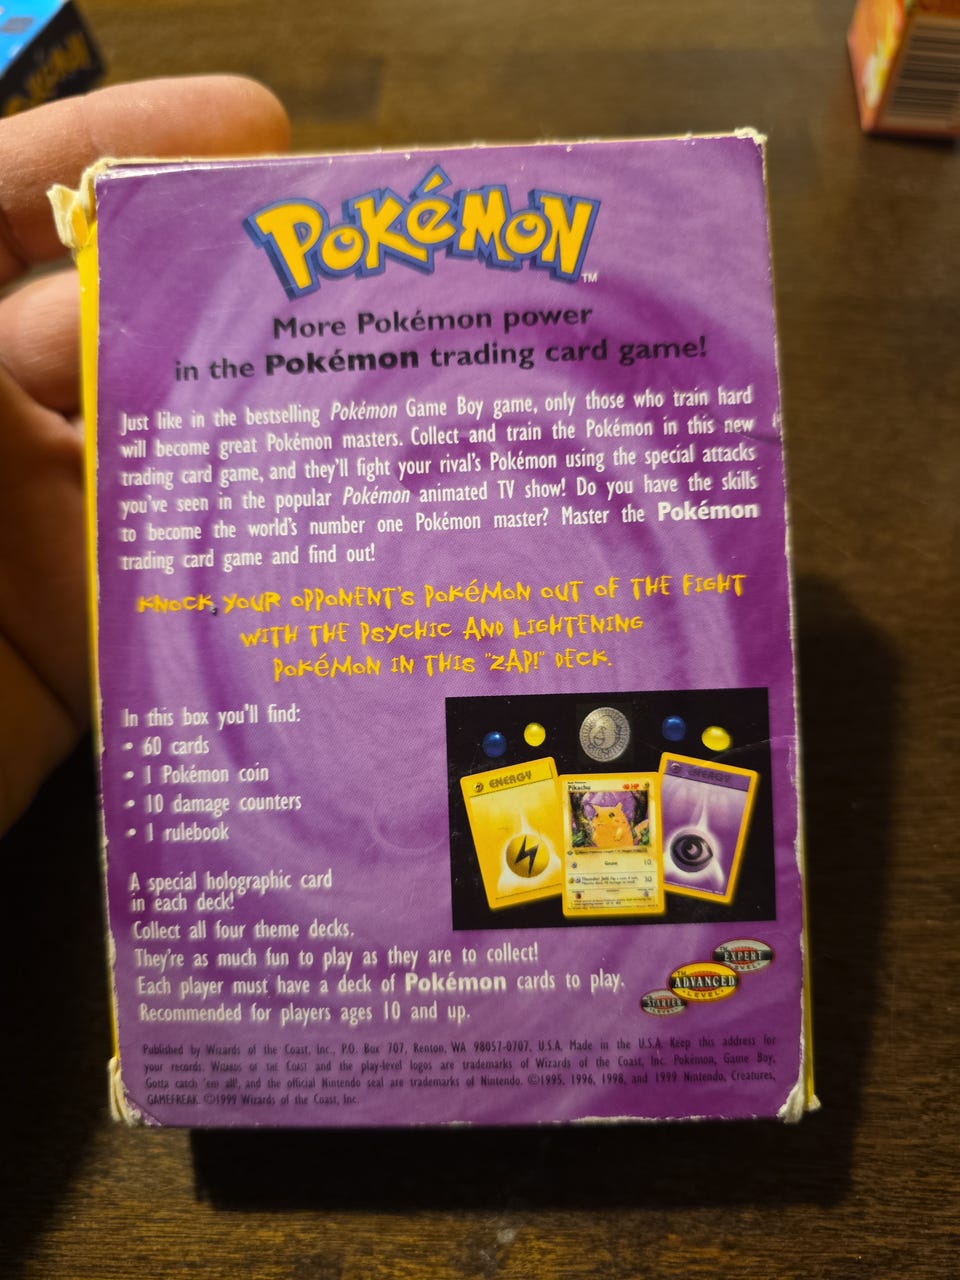 POKéMON
POKéMON
™
More Pokémon power
in the Pokémon trading card game!
Just like in the bestselling Pokémon Game Boy game, only those who train hard
will become great Pokémon masters. Collect and train the Pokémon in this new
trading card game, and they'll fight your rival's Pokémon using the special attacks
you've seen in the popular Pokémon animated TV show! Do you have the skills
to become the world's number one Pokémon master? Master the Pokémon
trading card game and find out!
KNOCK YOUR OPPONENT'S POKéMON OUT OF THE FIGHT
WITH THE PSYCHIC AND LIGHTENING
POKéMON IN THIS "ZAP!" DECK.
In this box you'll find:
• 60 cards
• 1 Pokémon coin
• 10 damage counters
• 1 rulebook
ENERGY
Pikachu
40 HP
Gnaw 10
Thunder Jolt
30
ENERGY
A special holographic card
in each deck!
Collect all four theme decks.
They're as much fun to play as they are to collect!
Each player must have a deck of Pokémon cards to play.
Recommended for players ages 10 and up.
EXPERT
LEVEL
ADVANCED
LEVEL
STARTER
LEVEL
Published by Wizards of the Coast, Inc., P.O. Box 707, Renton, WA 98057-0707, U.S.A. Made in the U.S.A. Keep this address for
your records. Wizards of the Coast and the play-level logos are trademarks of Wizards of the Coast, Inc. Pokémon, Game Boy,
Gotta catch 'em all!, and the official Nintendo seal are trademarks of Nintendo. ©1995, 1996, 1998, and 1999 Nintendo, Creatures,
GAMEFREAK. ©1999 Wizards of the Coast, Inc.